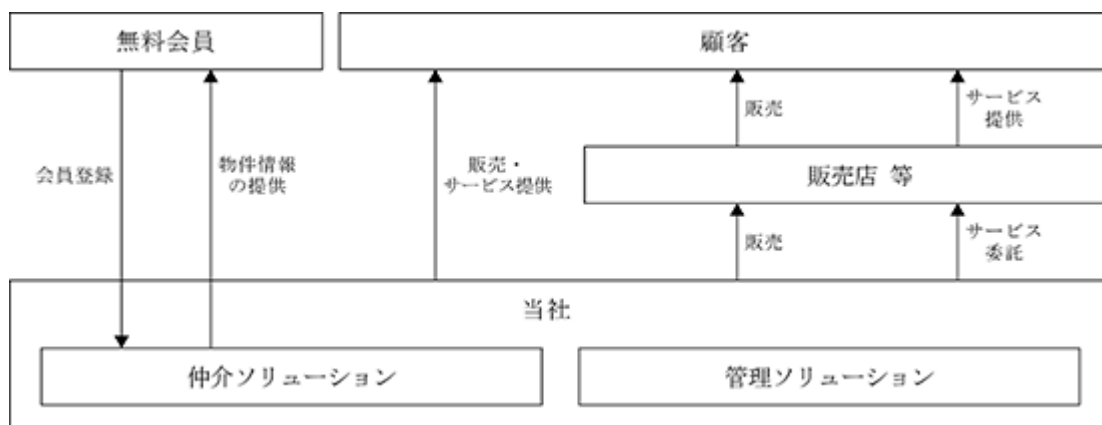 無料会員
顧客
販売
サービス
提供
会員登録
物件情報
の提供
販売・
サービス提供
販売店 等
販売
サービス
委託
当社
仲介ソリューション
管理ソリューション